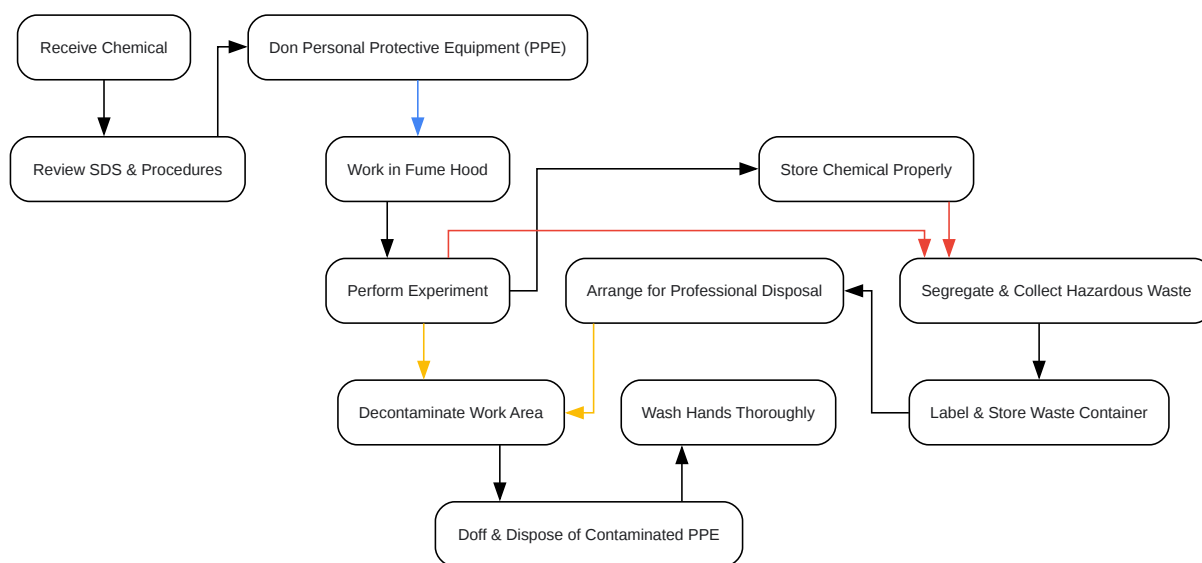 Receive Chemical
Don Personal Protective Equipment (PPE)
Review SDS & Procedures
Work in Fume Hood
Store Chemical Properly
Perform Experiment
Arrange for Professional Disposal
Segregate & Collect Hazardous Waste
Decontaminate Work Area
Wash Hands Thoroughly
Label & Store Waste Container
Doff & Dispose of Contaminated PPE